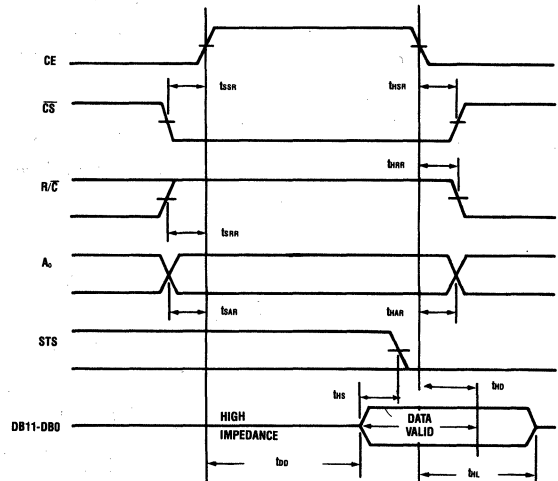 CE
tSSR
tHSR
C̅S̅
tHRR
R/C̅
tSRR
A₀
tSAR
tHAR
STS
tHS
tHD
DB11-DB0
HIGH
IMPEDANCE
DATA
VALID
tDD
tHL